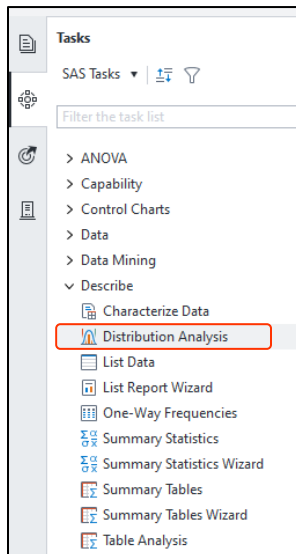 Tasks
SAS Tasks
Filter the task list
ANOVA
Capability
Control Charts
Data
Data Mining
Describe
Characterize Data
Distribution Analysis
List Data
List Report Wizard
One-Way Frequencies
Summary Statistics
Summary Statistics Wizard
Summary Tables
Summary Tables Wizard
Table Analysis